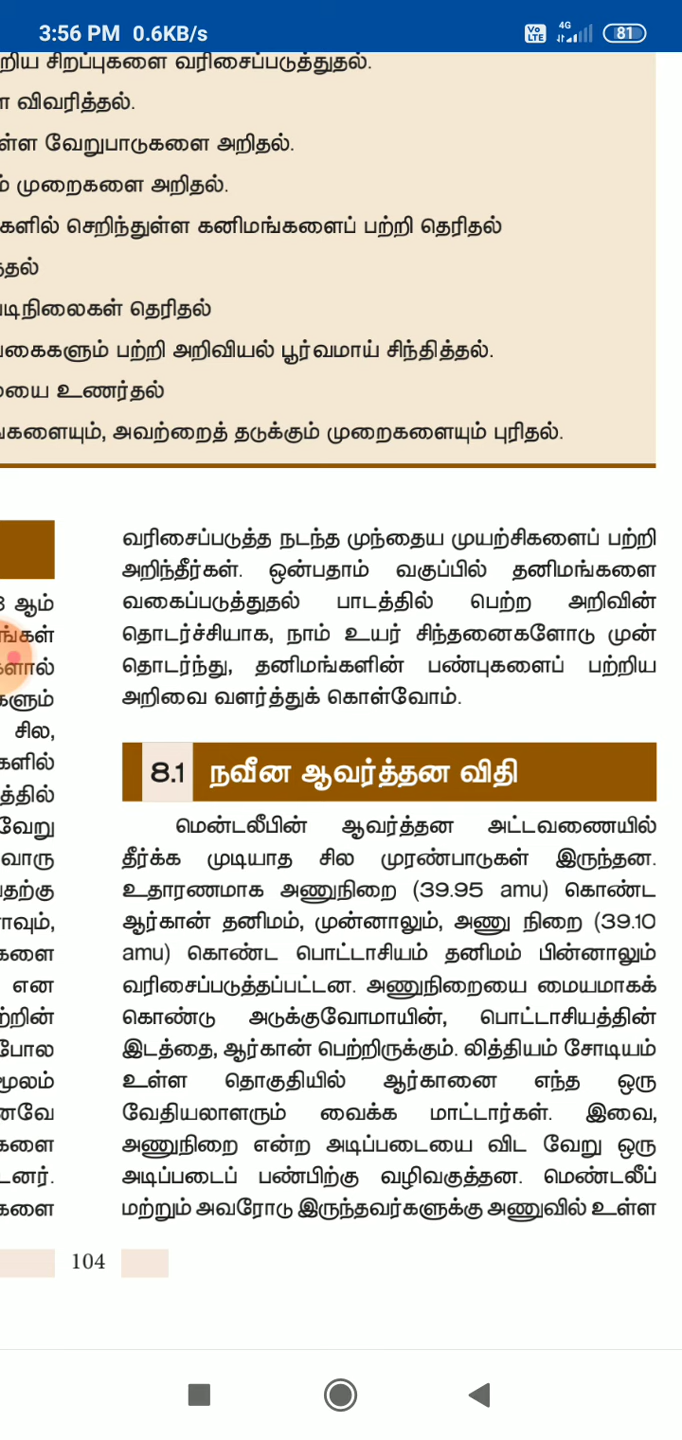 3:56 PM 0.6KB/s
Vo LTE 4G 81
சிறப்புகளை வரிசைப்படுத்துதல்.
விவரித்தல்.
வேறுபாடுகளை அறிதல்.
முறைகளை அறிதல்.
செறிந்துள்ள கனிமங்களைப் பற்றி தெரிதல்
தெரிதல்
பற்றி அறிவியல் பூர்வமாய் சிந்தித்தல்.
உணர்தல்
அவற்றைத் தடுக்கும் முறைகளையும் புரிதல்.
ஆம்
சில,
என
வரிசைப்படுத்த நடந்த முந்தைய முயற்சிகளைப் பற்றி
அறிந்தீர்கள். ஒன்பதாம் வகுப்பில் தனிமங்களை
வகைப்படுத்துதல் பாடத்தில் பெற்ற அறிவின்
தொடர்ச்சியாக, நாம் உயர் சிந்தனைகளோடு முன்
தொடர்ந்து, தனிமங்களின் பண்புகளைப் பற்றிய
அறிவை வளர்த்துக் கொள்வோம்.
8.1 நவீன ஆவர்த்தன விதி
மென்டலீபின் ஆவர்த்தன அட்டவணையில்
தீர்க்க முடியாத சில முரண்பாடுகள் இருந்தன.
உதாரணமாக அணுநிறை (39.95 amu) கொண்ட
ஆர்கான் தனிமம், முன்னாலும், அணு நிறை (39.10
amu) கொண்ட பொட்டாசியம் தனிமம் பின்னாலும்
வரிசைப்படுத்தப்பட்டன. அணுநிறையை மையமாகக்
கொண்டு அடுக்குவோமாயின், பொட்டாசியத்தின்
இடத்தை, ஆர்கான் பெற்றிருக்கும். லித்தியம் சோடியம்
உள்ள தொகுதியில் ஆர்கானை எந்த ஒரு
வேதியலாளரும் வைக்க மாட்டார்கள். இவை,
அணுநிறை என்ற அடிப்படையை விட வேறு ஒரு
அடிப்படைப் பண்பிற்கு வழிவகுத்தன. மெண்டலீப்
மற்றும் அவரோடு இருந்தவர்களுக்கு அணுவில் உள்ள
104